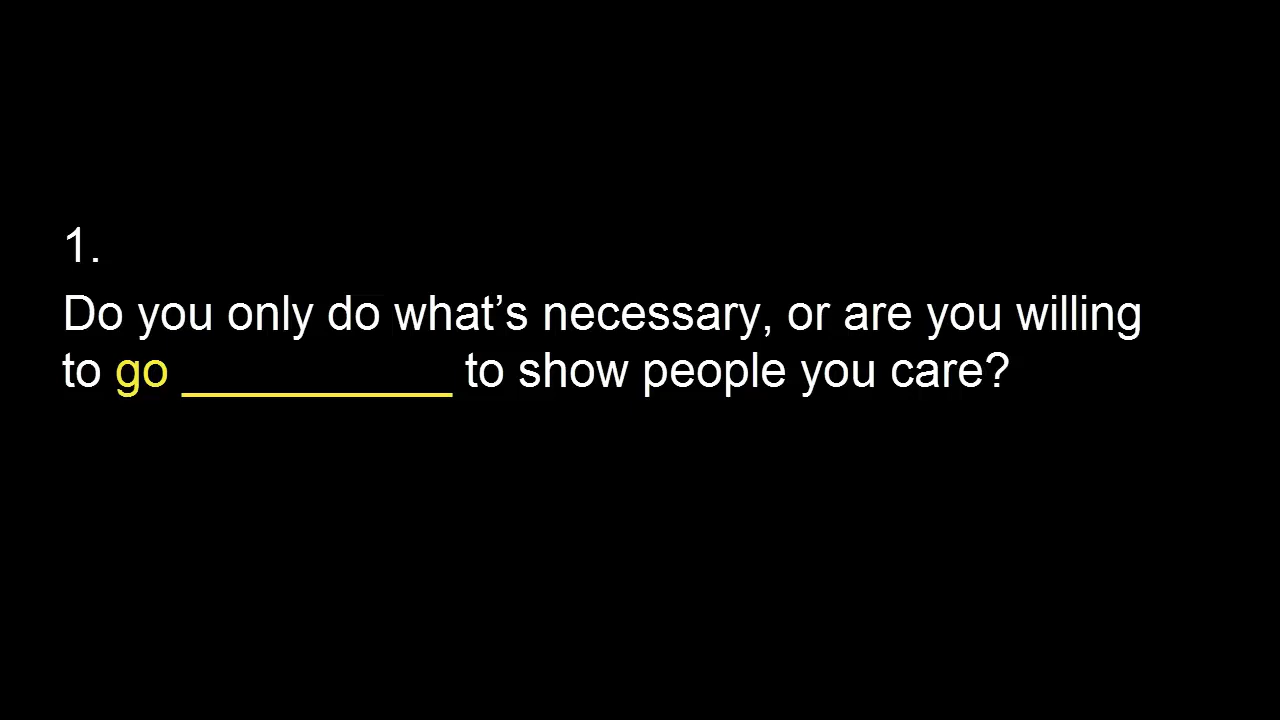 1.
Do you only do what’s necessary, or are you willing
to go ___________ to show people you care?